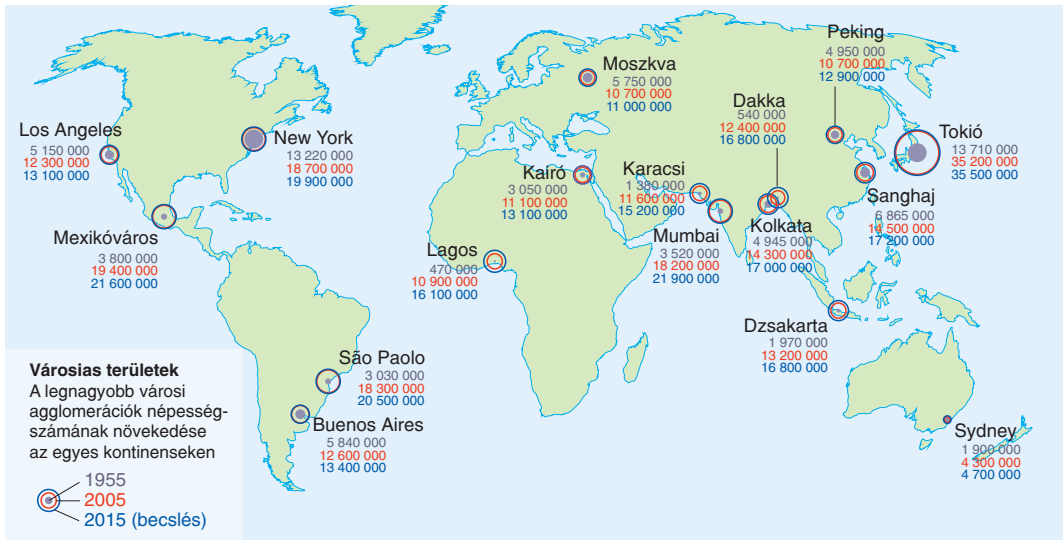 Peking
4 950 000
10 700 000
12 900 000
Moszkva
5 750 000
10 700 000
11 000 000
Dakka
540 000
12 400 000
16 800 000
Los Angeles
5 150 000
12 300 000
13 100 000
New York
13 220 000
18 700 000
19 900 000
Tokió
13 710 000
35 200 000
35 500 000
Kairó
3 050 000
11 100 000
13 100 000
Karacsi
1 380 000
11 600 000
15 200 000
Sanghaj
6 865 000
14 500 000
17 200 000
Mexikóváros
3 800 000
19 400 000
21 600 000
Lagos
470 000
10 900 000
16 100 000
Mumbai
3 520 000
18 200 000
21 900 000
Kolkata
4 945 000
14 300 000
17 000 000
Dzsakarta
1 970 000
13 200 000
16 800 000
São Paolo
3 030 000
18 300 000
20 500 000
Buenos Aires
5 840 000
12 600 000
13 400 000
Sydney
1 900 000
4 300 000
4 700 000
Városias területek
A legnagyobb városi
agglomerációk népesség-
számának növekedése
az egyes kontinenseken
1955
2005
2015 (becslés)